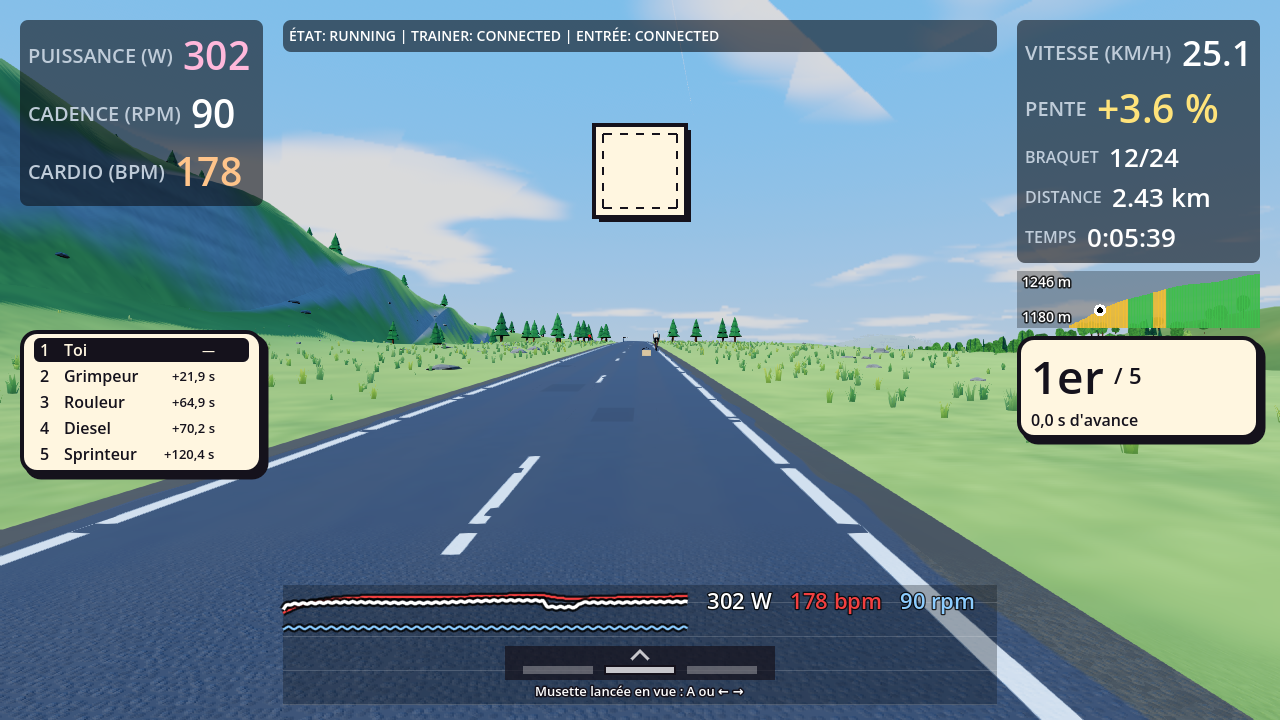 PUISSANCE (W) 302
CADENCE (RPM) 90
CARDIO (BPM) 178
ÉTAT: RUNNING | TRAINER: CONNECTED | ENTRÉE: CONNECTED
VITESSE (KM/H) 25.1
PENTE +3.6 %
BRAQUET 12/24
DISTANCE 2.43 km
TEMPS 0:05:39
1246 m
1180 m
1 Toi —
2 Grimpeur +21,9 s
3 Rouleur +64,9 s
4 Diesel +70,2 s
5 Sprinteur +120,4 s
1er / 5
0,0 s d'avance
302 W 178 bpm 90 rpm
Musette lancée en vue : A ou ← →